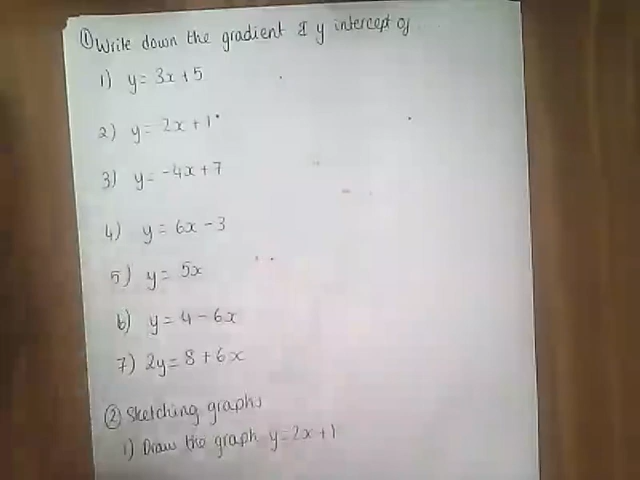 ① Write down the gradient & y intercept of ....
1) y = 3x + 5
2) y = 2x + 1
3) y = -4x + 7
4) y = 6x - 3
5) y = 5x
6) y = 4 - 6x
7) 2y = 8 + 6x
② Sketching graphs
1) Draw the graph y = 2x + 1